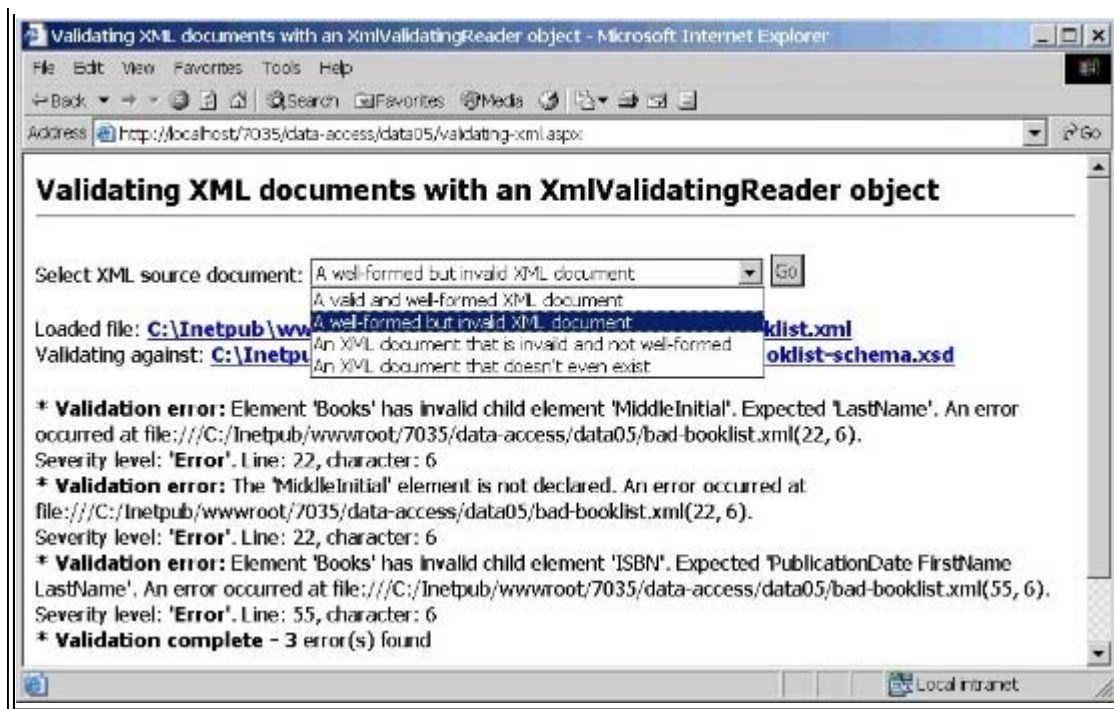 Validating XML documents with an XmlValidatingReader object - Microsoft Internet Explorer
File Edit View Favorites Tools Help
Back Search Favorites Media
Address http://localhost/7035/data-access/data05/validating-xml.aspx Go
Validating XML documents with an XmlValidatingReader object
Select XML source document: A well-formed but invalid XML document Go
A valid and well-formed XML document
A well-formed but invalid XML document
An XML document that is invalid and not well-formed
An XML document that doesn't even exist
Loaded file: C:\Inetpub\ww klist.xml
Validating against: C:\Inetpu oklist-schema.xsd
* Validation error: Element 'Books' has invalid child element 'MiddleInitial'. Expected 'LastName'. An error
occurred at file:///C:/Inetpub/wwwroot/7035/data-access/data05/bad-booklist.xml(22, 6).
Severity level: 'Error'. Line: 22, character: 6
* Validation error: The 'MiddleInitial' element is not declared. An error occurred at
file:///C:/Inetpub/wwwroot/7035/data-access/data05/bad-booklist.xml(22, 6).
Severity level: 'Error'. Line: 22, character: 6
* Validation error: Element 'Books' has invalid child element 'ISBN'. Expected 'PublicationDate FirstName
LastName'. An error occurred at file:///C:/Inetpub/wwwroot/7035/data-access/data05/bad-booklist.xml(55, 6).
Severity level: 'Error'. Line: 55, character: 6
* Validation complete - 3 error(s) found
Local intranet